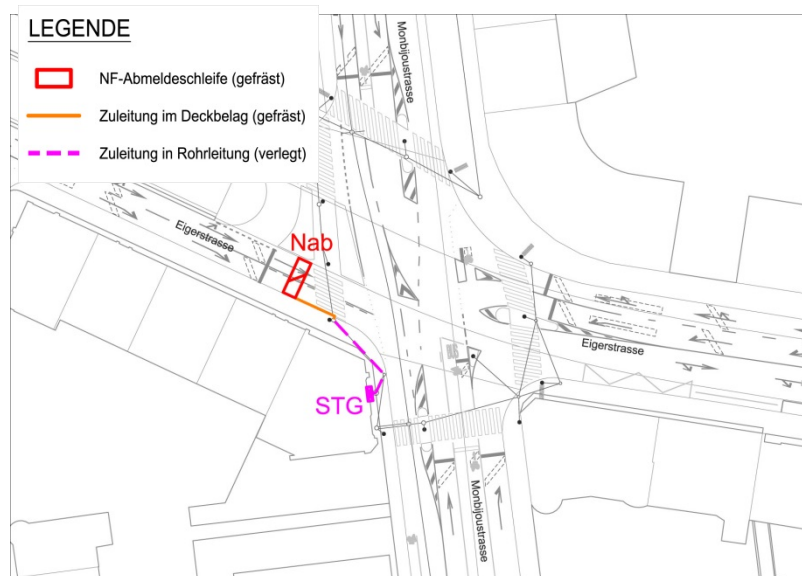 LEGENDE
NF-Abmeldeschleife (gefräst)
Zuleitung im Deckbelag (gefräst)
Zuleitung in Rohrleitung (verlegt)
Monbijoustrasse
Eigerstrasse
Nab
Eigerstrasse
STG
Monbijoustrasse